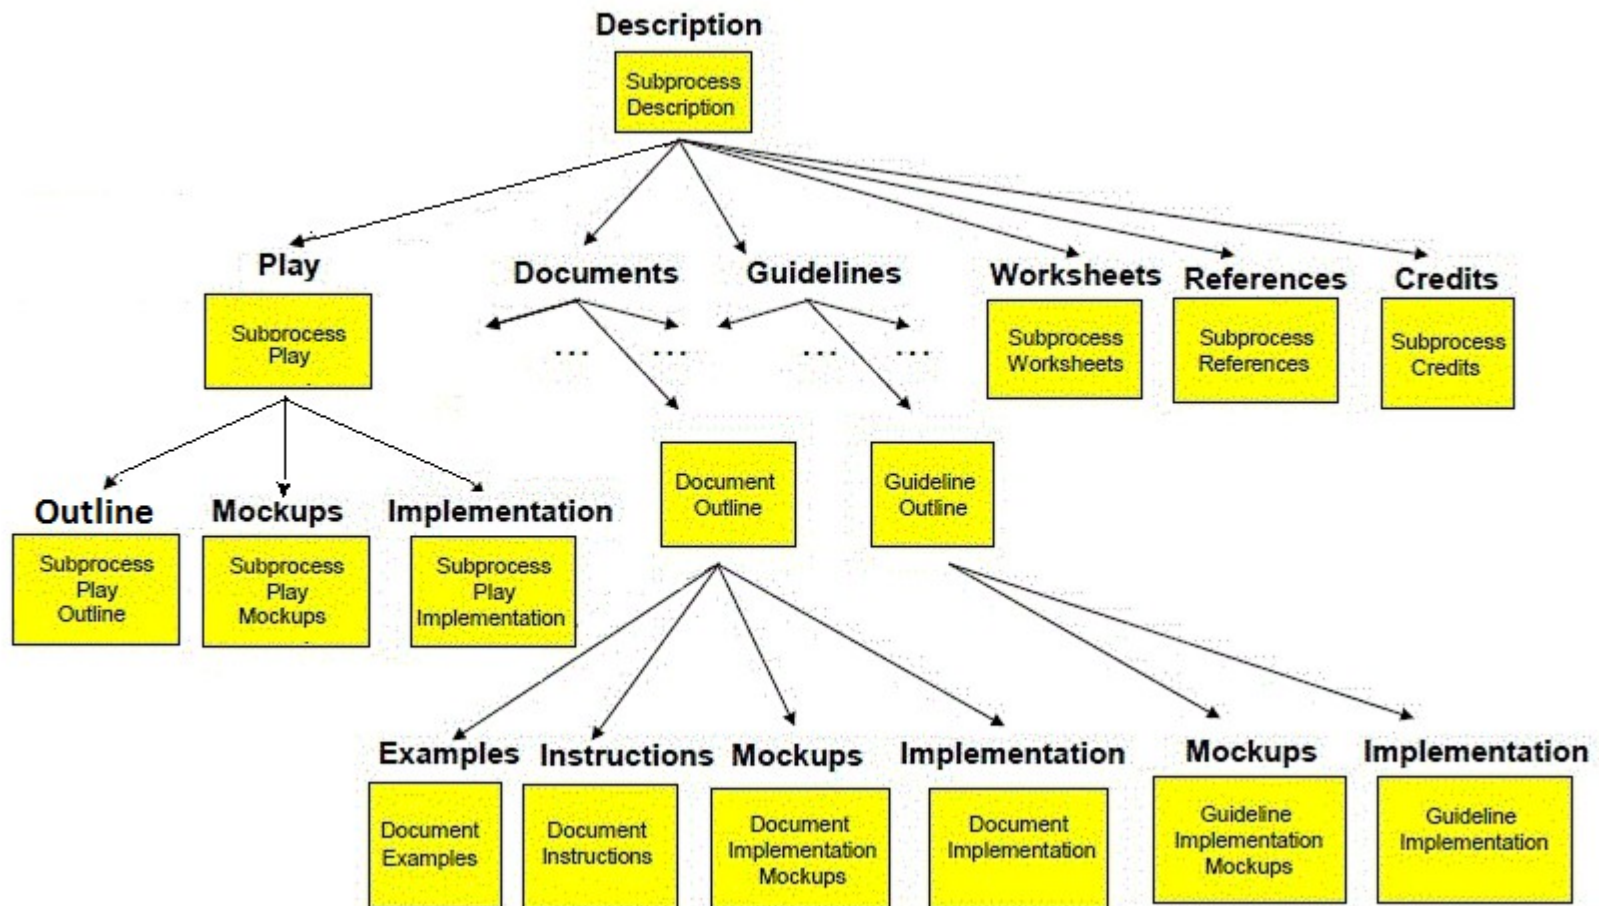 Description
Subprocess
Description
Play
Documents
Guidelines
Worksheets
References
Credits
Subprocess
Play
Subprocess
Worksheets
Subprocess
References
Subprocess
Credits
...
...
...
...
Document
Outline
Guideline
Outline
Outline
Mockups
Implementation
Subprocess
Play
Outline
Subprocess
Play
Mockups
Subprocess
Play
Implementation
Examples
Instructions
Mockups
Implementation
Mockups
Implementation
Document
Examples
Document
Instructions
Document
Implementation
Mockups
Document
Implementation
Guideline
Implementation
Mockups
Guideline
Implementation